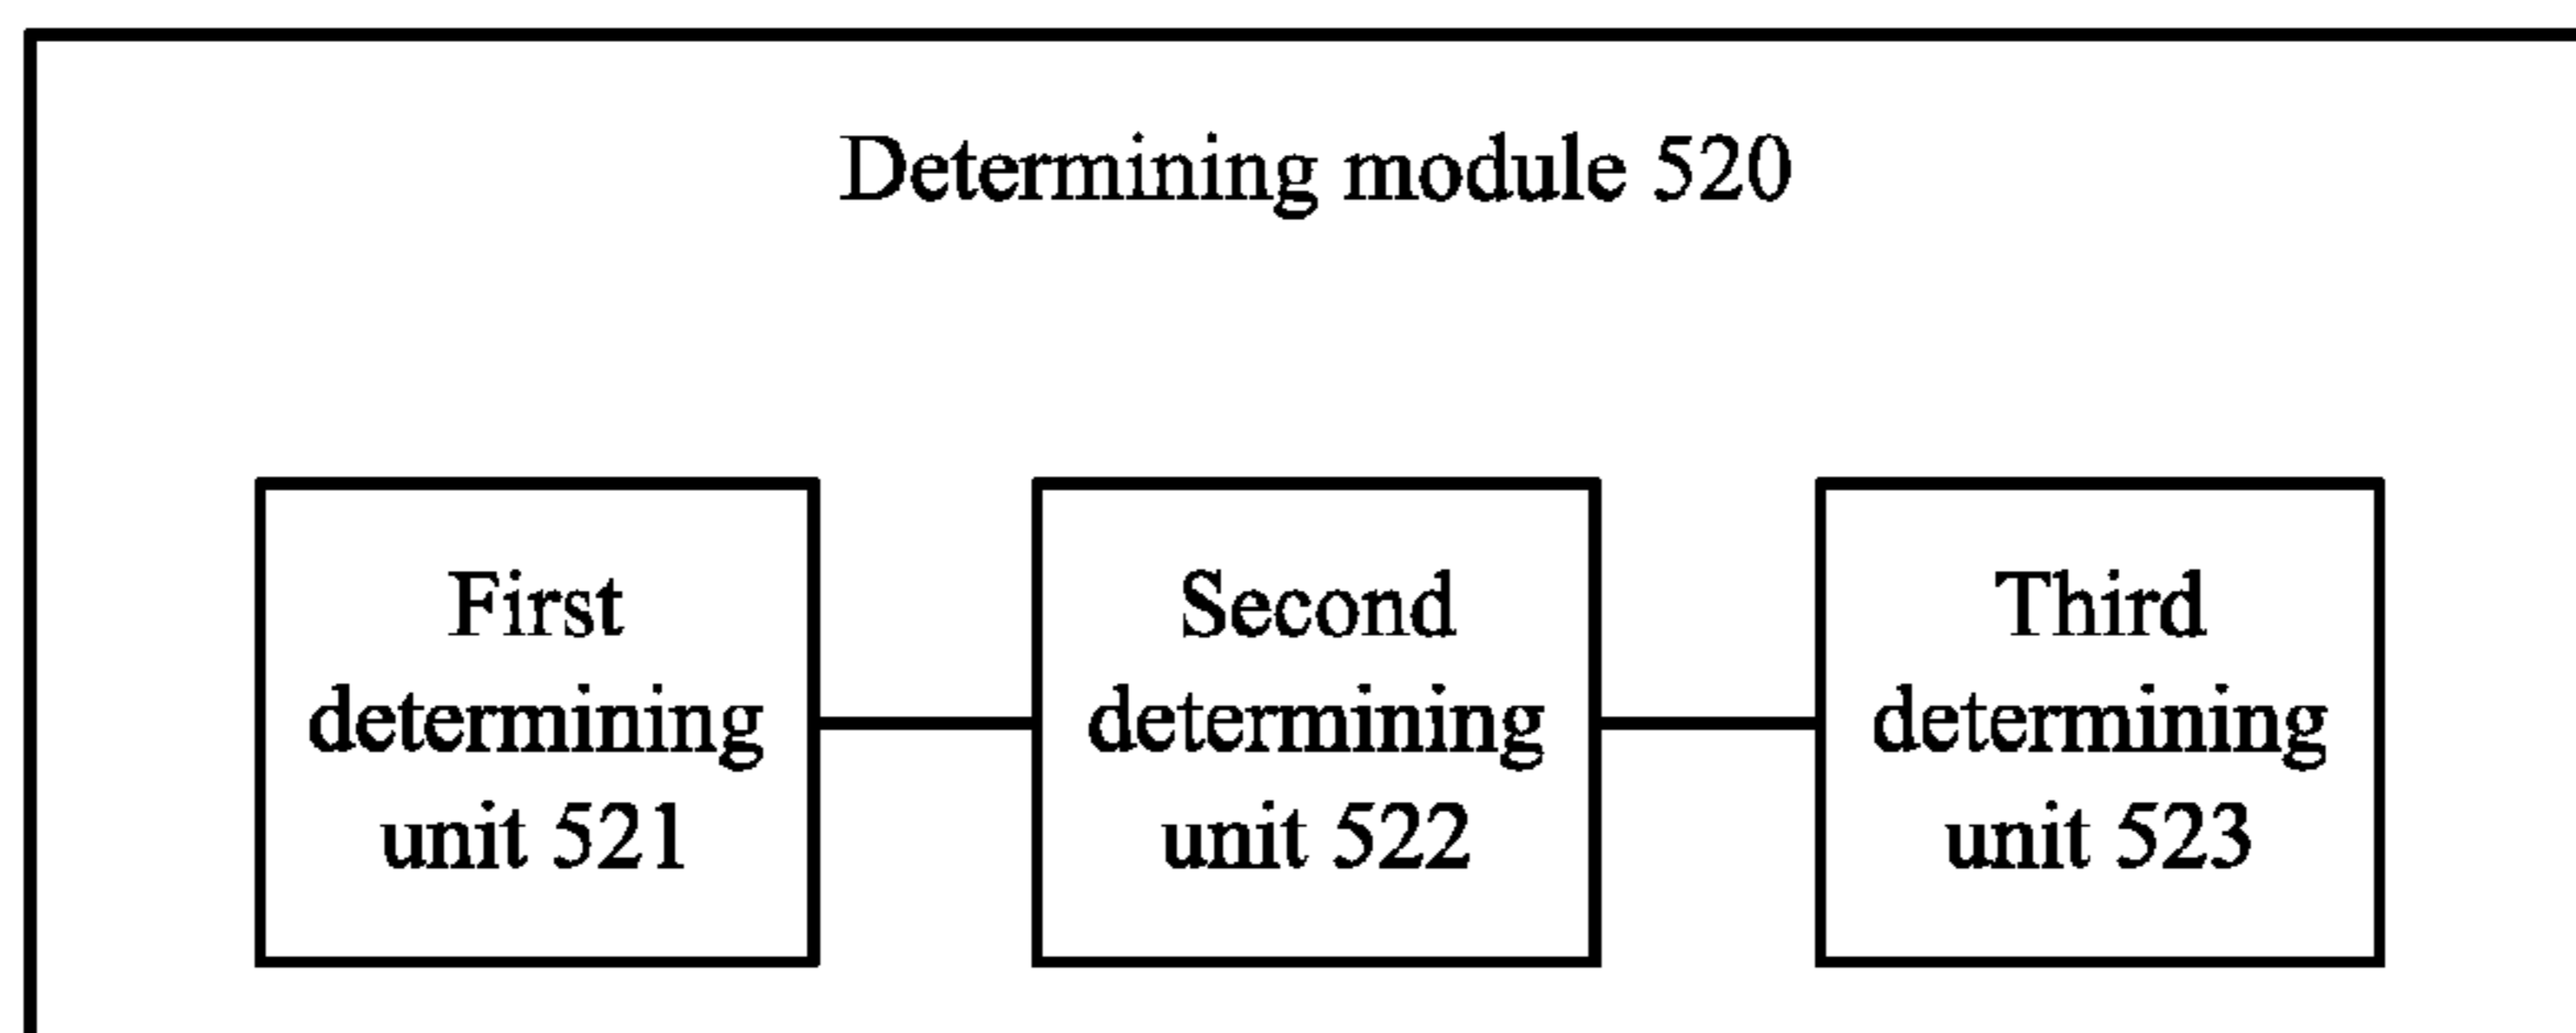 Determining module 520
First
determining
unit 521
Second
determining
unit 522
Third
determining
unit 523